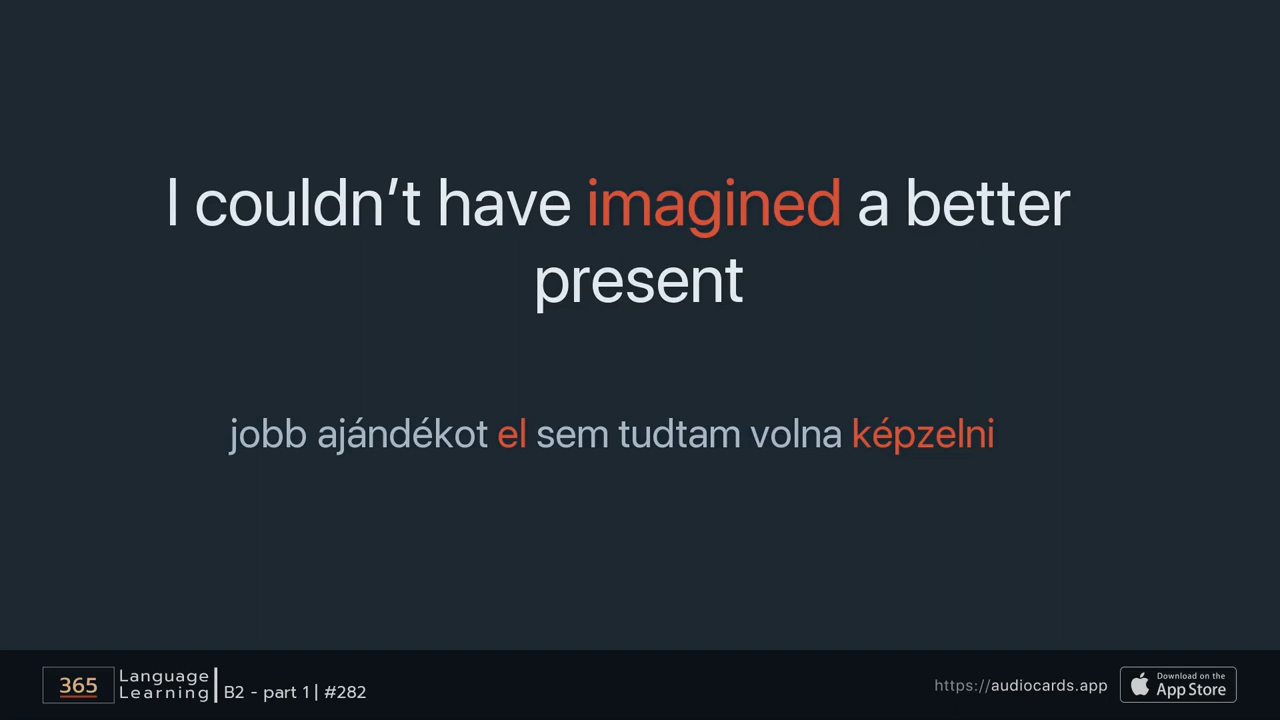 I couldn’t have imagined a better
present
jobb ajándékot el sem tudtam volna képzelni
365
Language
Learning
B2 - part 1 | #282
https://audiocards.app
Download on the
App Store